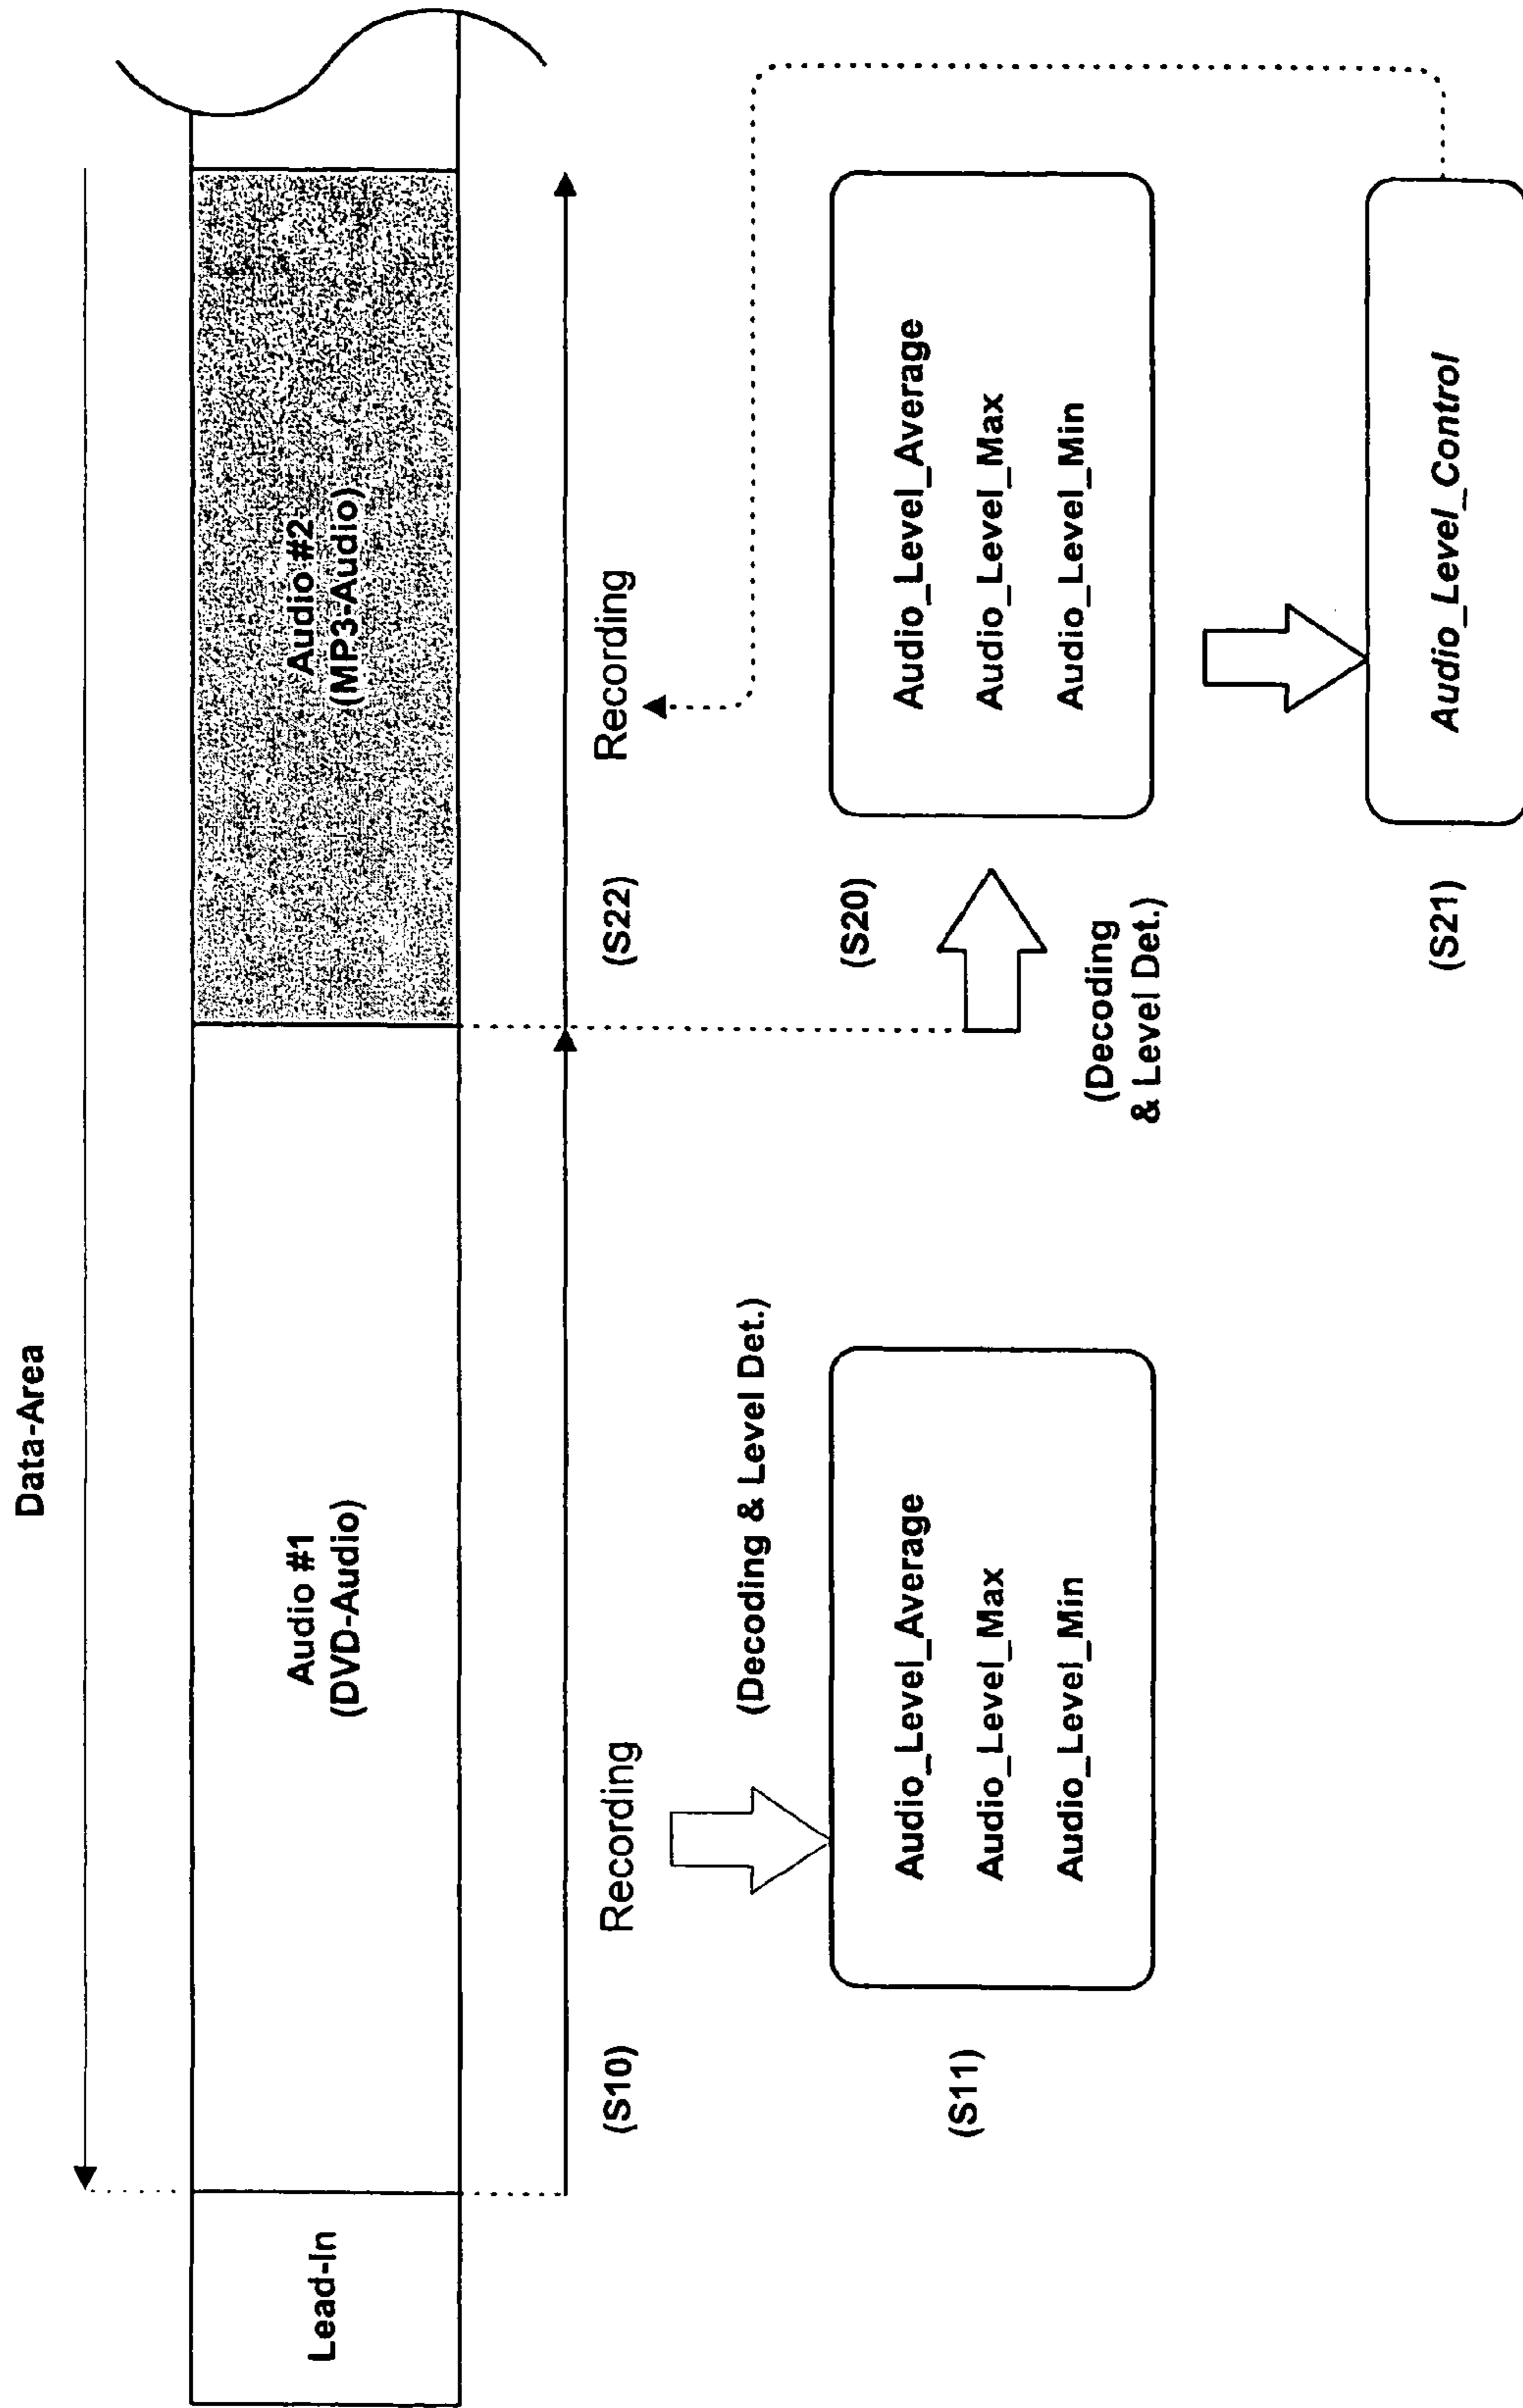 Data-Area
Lead-In
Audio #1
(DVD-Audio)
Audio #2
(MP3-Audio)
(S10)
Recording
(S22)
Recording
(Decoding & Level Det.)
(S11)
Audio_Level_Average
Audio_Level_Max
Audio_Level_Min
(Decoding
& Level Det.)
(S20)
Audio_Level_Average
Audio_Level_Max
Audio_Level_Min
(S21)
Audio_Level_Control